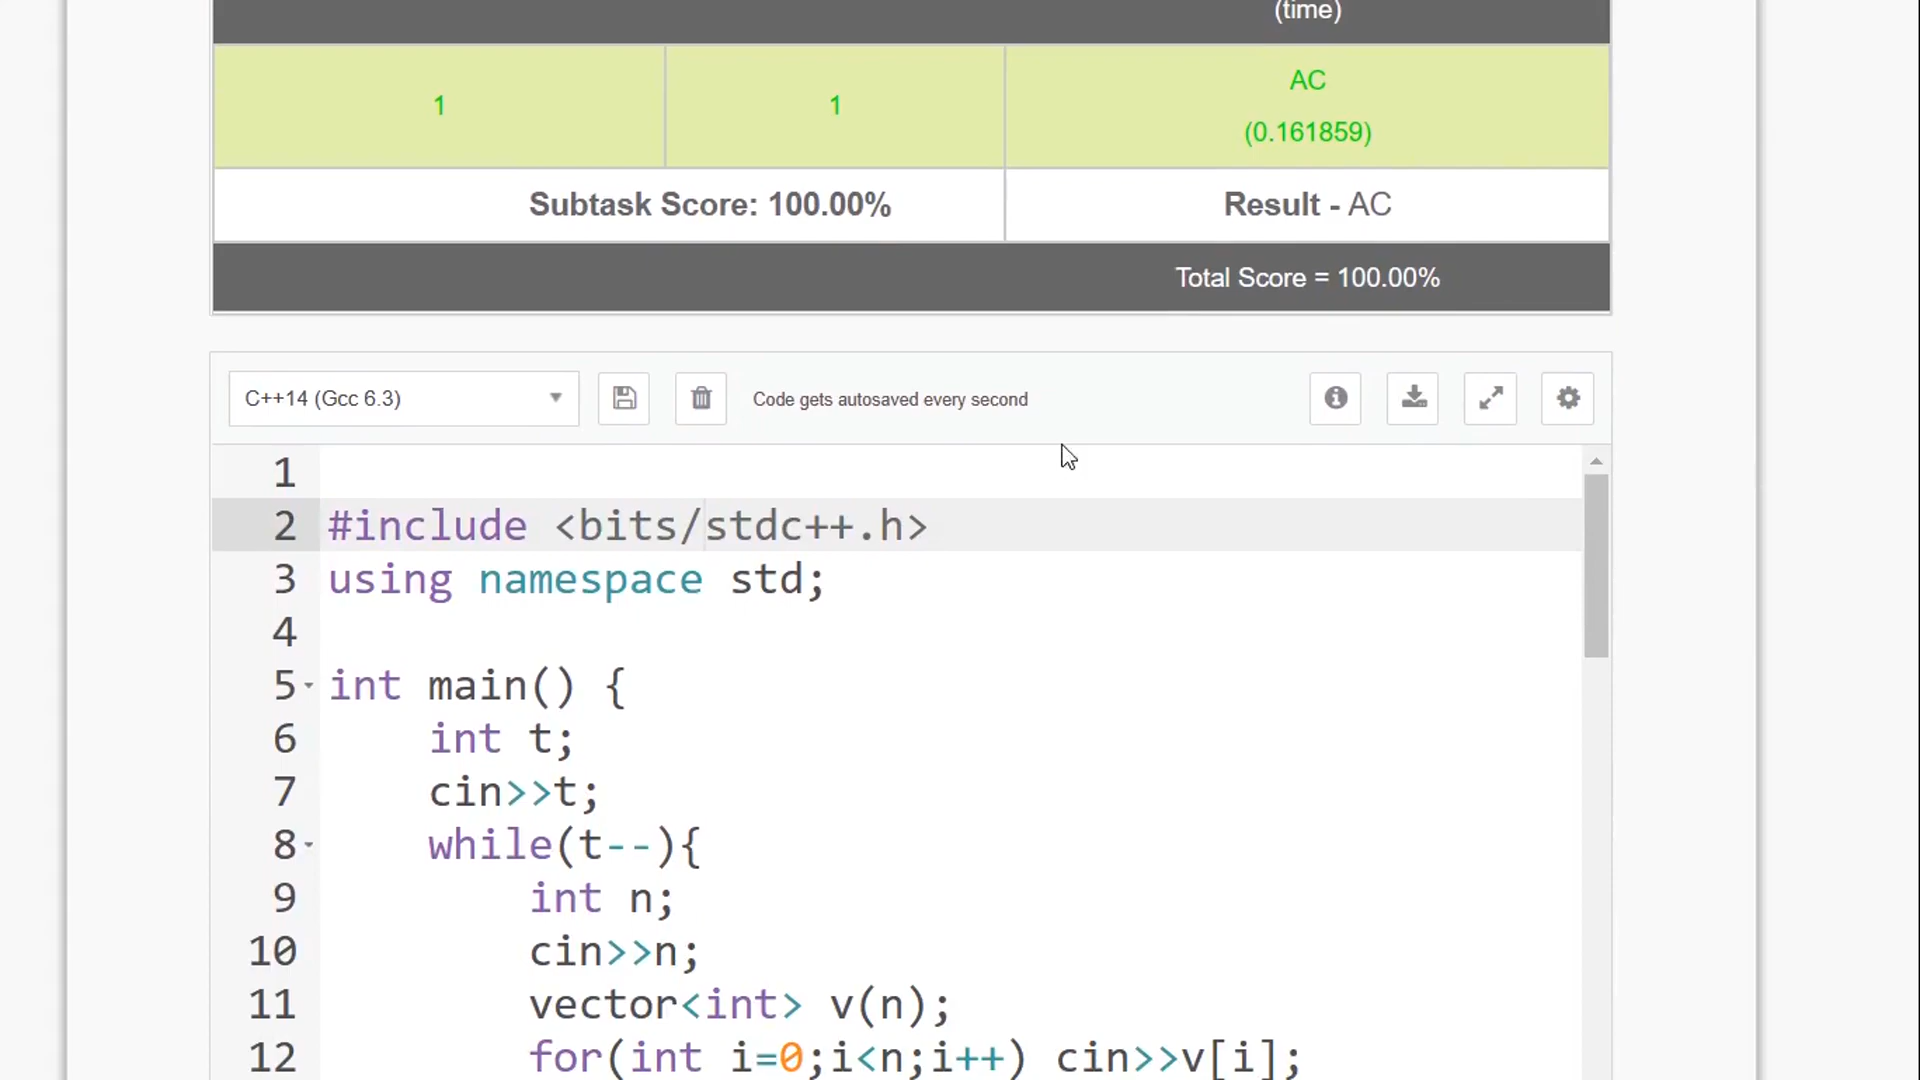 (time)
1 1 AC
(0.161859)
Subtask Score: 100.00% Result - AC
Total Score = 100.00%
C++14 (Gcc 6.3) Code gets autosaved every second
1
2 #include <bits/stdc++.h>
3 using namespace std;
4
5 int main() {
6 int t;
7 cin>>t;
8 while(t--){
9 int n;
10 cin>>n;
11 vector<int> v(n);
12 for(int i=0;i<n;i++) cin>>v[i];